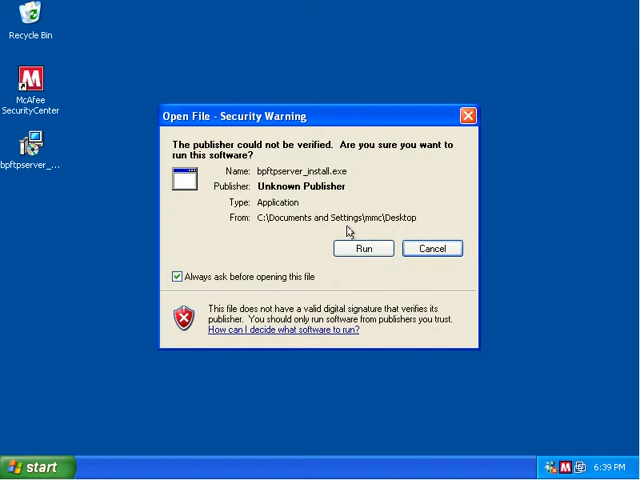 Recycle Bin
McAfee
SecurityCenter
bpftpserver_...
Open File - Security Warning
The publisher could not be verified. Are you sure you want to
run this software?
Name: bpftpserver_install.exe
Publisher: Unknown Publisher
Type: Application
From: C:\Documents and Settings\mmc\Desktop
Run Cancel
Always ask before opening this file
This file does not have a valid digital signature that verifies its
publisher. You should only run software from publishers you trust.
How can I decide what software to run?
start
6:39 PM